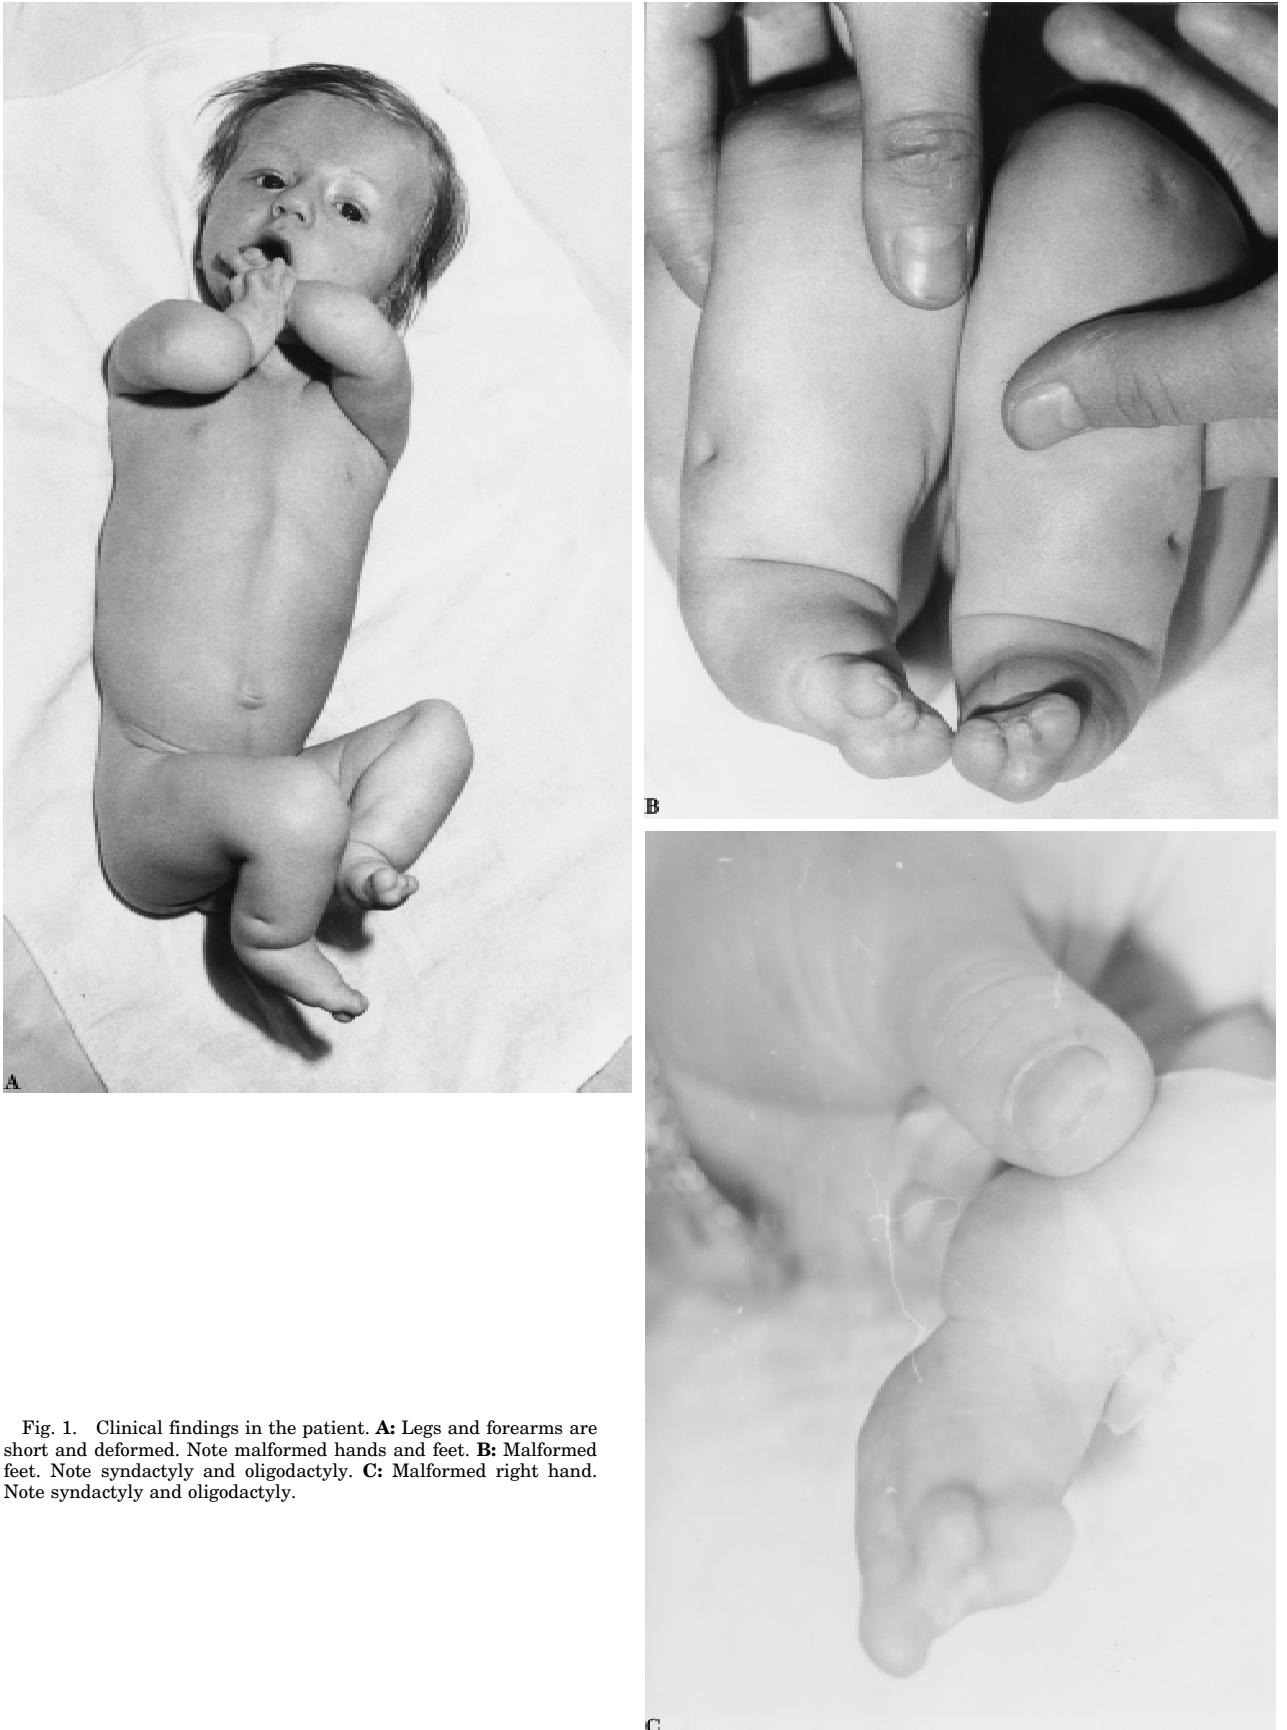 A
B
Fig. 1. Clinical findings in the patient. A: Legs and forearms are
short and deformed. Note malformed hands and feet. B: Malformed
feet. Note syndactyly and oligodactyly. C: Malformed right hand.
Note syndactyly and oligodactyly.
C